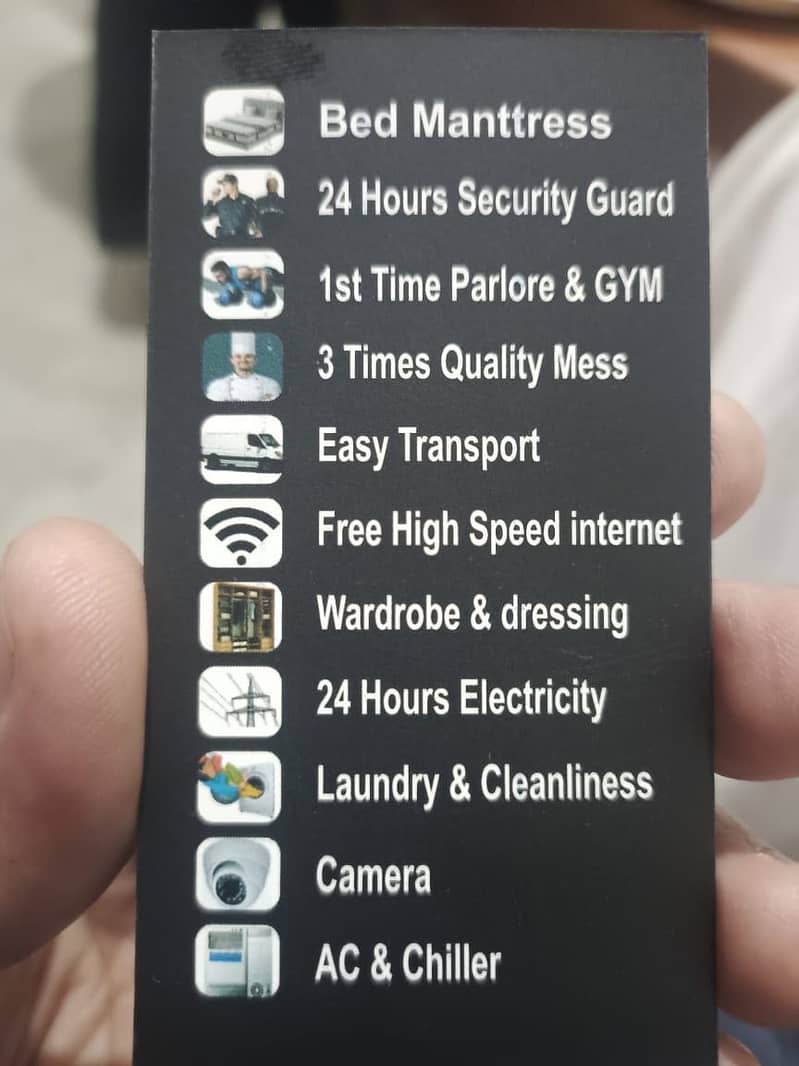 Bed Manttress
24 Hours Security Guard
1st Time Parlore & GYM
3 Times Quality Mess
Easy Transport
Free High Speed internet
Wardrobe & dressing
24 Hours Electricity
Laundry & Cleanliness
Camera
AC & Chiller